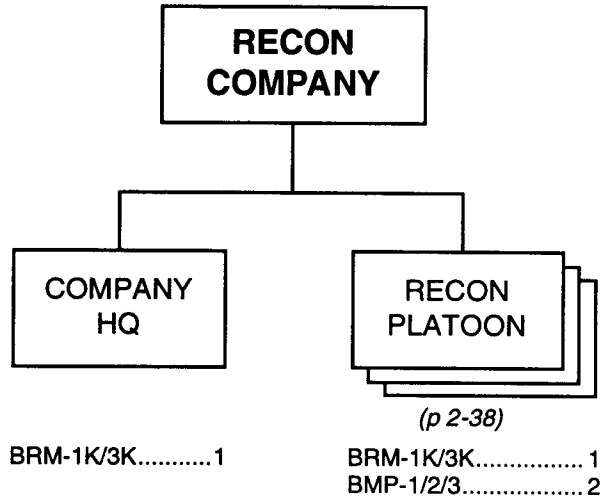 RECON
COMPANY
COMPANY
HQ
RECON
PLATOON
(p 2-38)
BRM-1K/3K...........1
BRM-1K/3K................ 1
BMP-1/2/3.................. 2